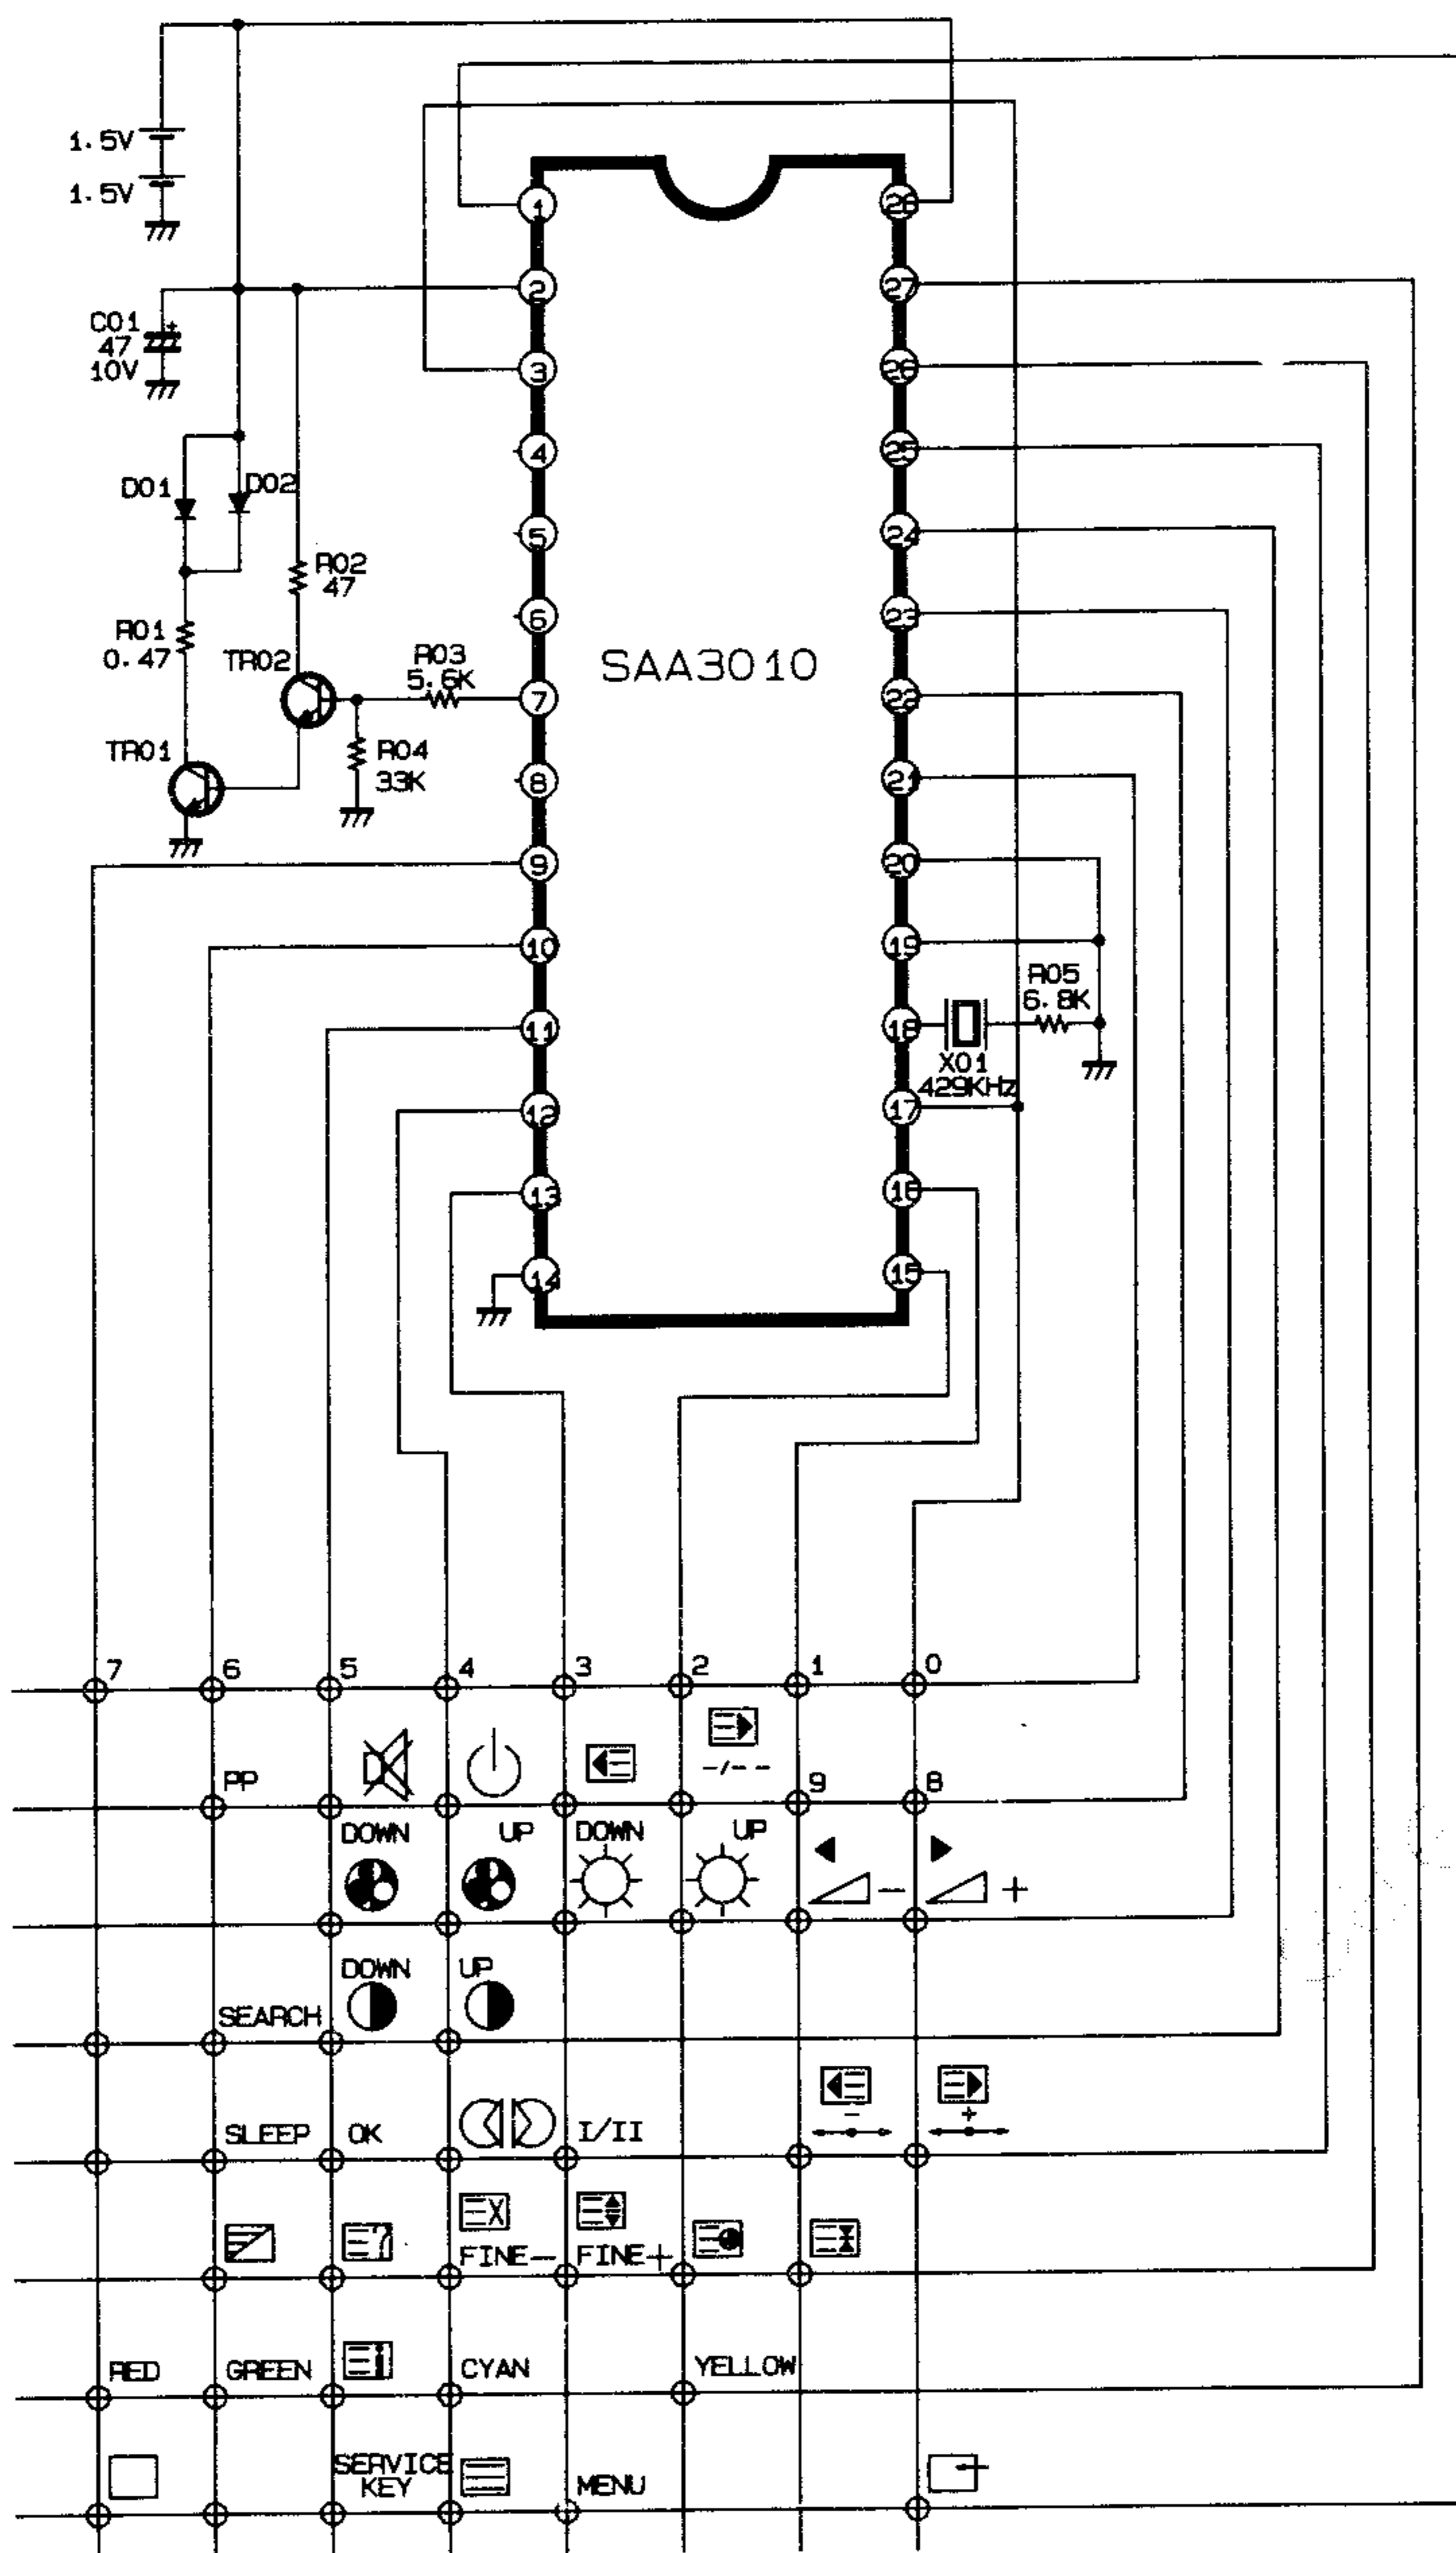 1.5V
1.5V
C01
47
10V
D01
D02
R02
47
R01
0.47
TR02
R03
5.6K
TR01
R04
33K
SAA3010
1
2
3
4
5
6
7
8
9
10
11
12
13
14
28
27
26
25
24
23
22
21
20
19
18
17
16
15
R05
6.8K
X01
429KHz
7 6 5 4 3 2 1 0
-/--
PP 9 8
DOWN UP DOWN UP
- +
DOWN UP
SEARCH
- +
SLEEP OK I/II
X
? FINE- FINE+
i
RED GREEN CYAN YELLOW
SERVICE
KEY
MENU